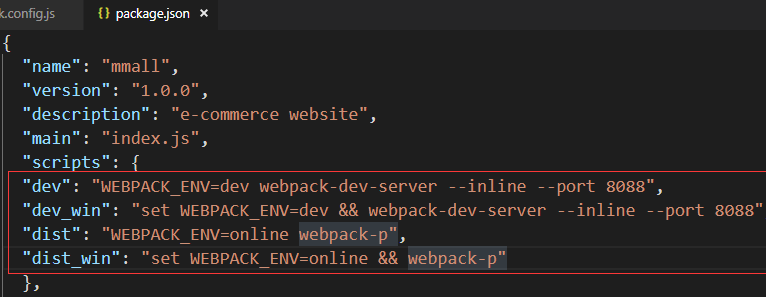 k.config.js {} package.json ×
{
"name": "mmall",
"version": "1.0.0",
"description": "e-commerce website",
"main": "index.js",
"scripts": {
"dev": "WEBPACK_ENV=dev webpack-dev-server --inline --port 8088",
"dev_win": "set WEBPACK_ENV=dev && webpack-dev-server --inline --port 8088"
"dist": "WEBPACK_ENV=online webpack-p",
"dist_win": "set WEBPACK_ENV=online && webpack-p"
},